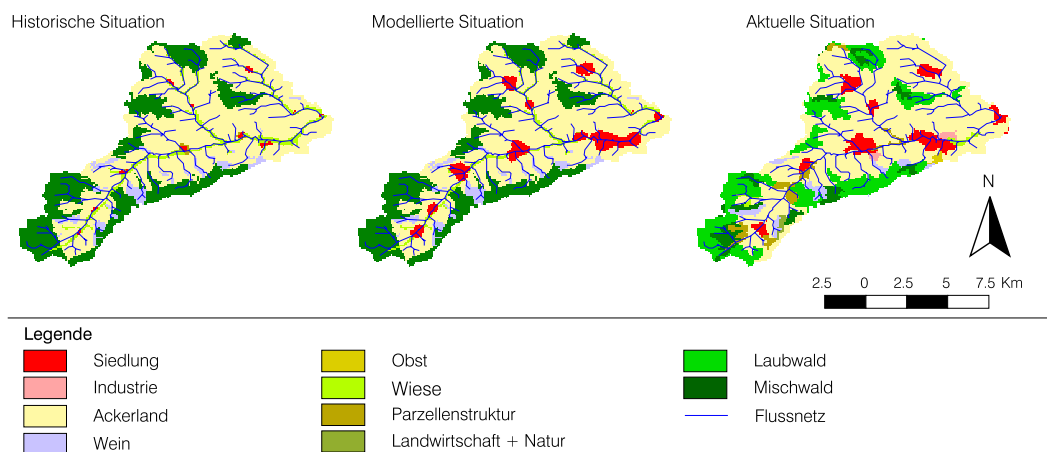 Historische Situation
Modellierte Situation
Aktuelle Situation
N
2.5 0 2.5 5 7.5 Km
Legende
Siedlung
Industrie
Ackerland
Wein
Obst
Wiese
Parzellenstruktur
Landwirtschaft + Natur
Laubwald
Mischwald
Flussnetz